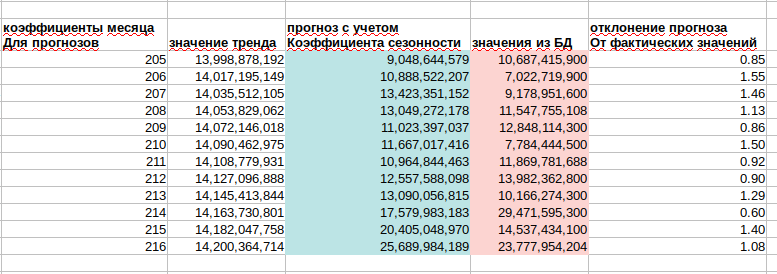 коэффициенты месяца прогноз с учетом отклонение прогноза
Для прогнозов значение тренда Коэффициента сезонности значения из БД От фактических значений
205 13,998,878,192 9,048,644,579 10,687,415,900 0.85
206 14,017,195,149 10,888,522,207 7,022,719,900 1.55
207 14,035,512,105 13,423,351,152 9,178,951,600 1.46
208 14,053,829,062 13,049,272,178 11,547,755,108 1.13
209 14,072,146,018 11,023,397,037 12,848,114,300 0.86
210 14,090,462,975 11,667,017,416 7,784,444,500 1.50
211 14,108,779,931 10,964,844,463 11,869,781,688 0.92
212 14,127,096,888 12,557,588,098 13,982,362,800 0.90
213 14,145,413,844 13,090,056,815 10,166,274,300 1.29
214 14,163,730,801 17,579,983,183 29,471,595,300 0.60
215 14,182,047,758 20,405,048,970 14,537,434,100 1.40
216 14,200,364,714 25,689,984,189 23,777,954,204 1.08